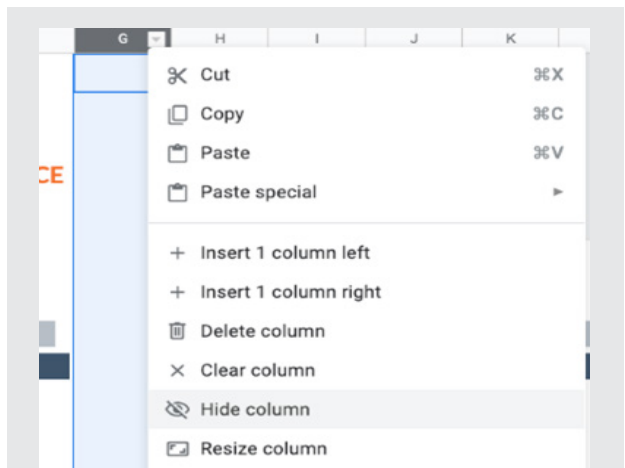 G H I J K
Cut ⌘X
Copy ⌘C
CE
Paste ⌘V
Paste special ►
Insert 1 column left
Insert 1 column right
Delete column
Clear column
Hide column
Resize column